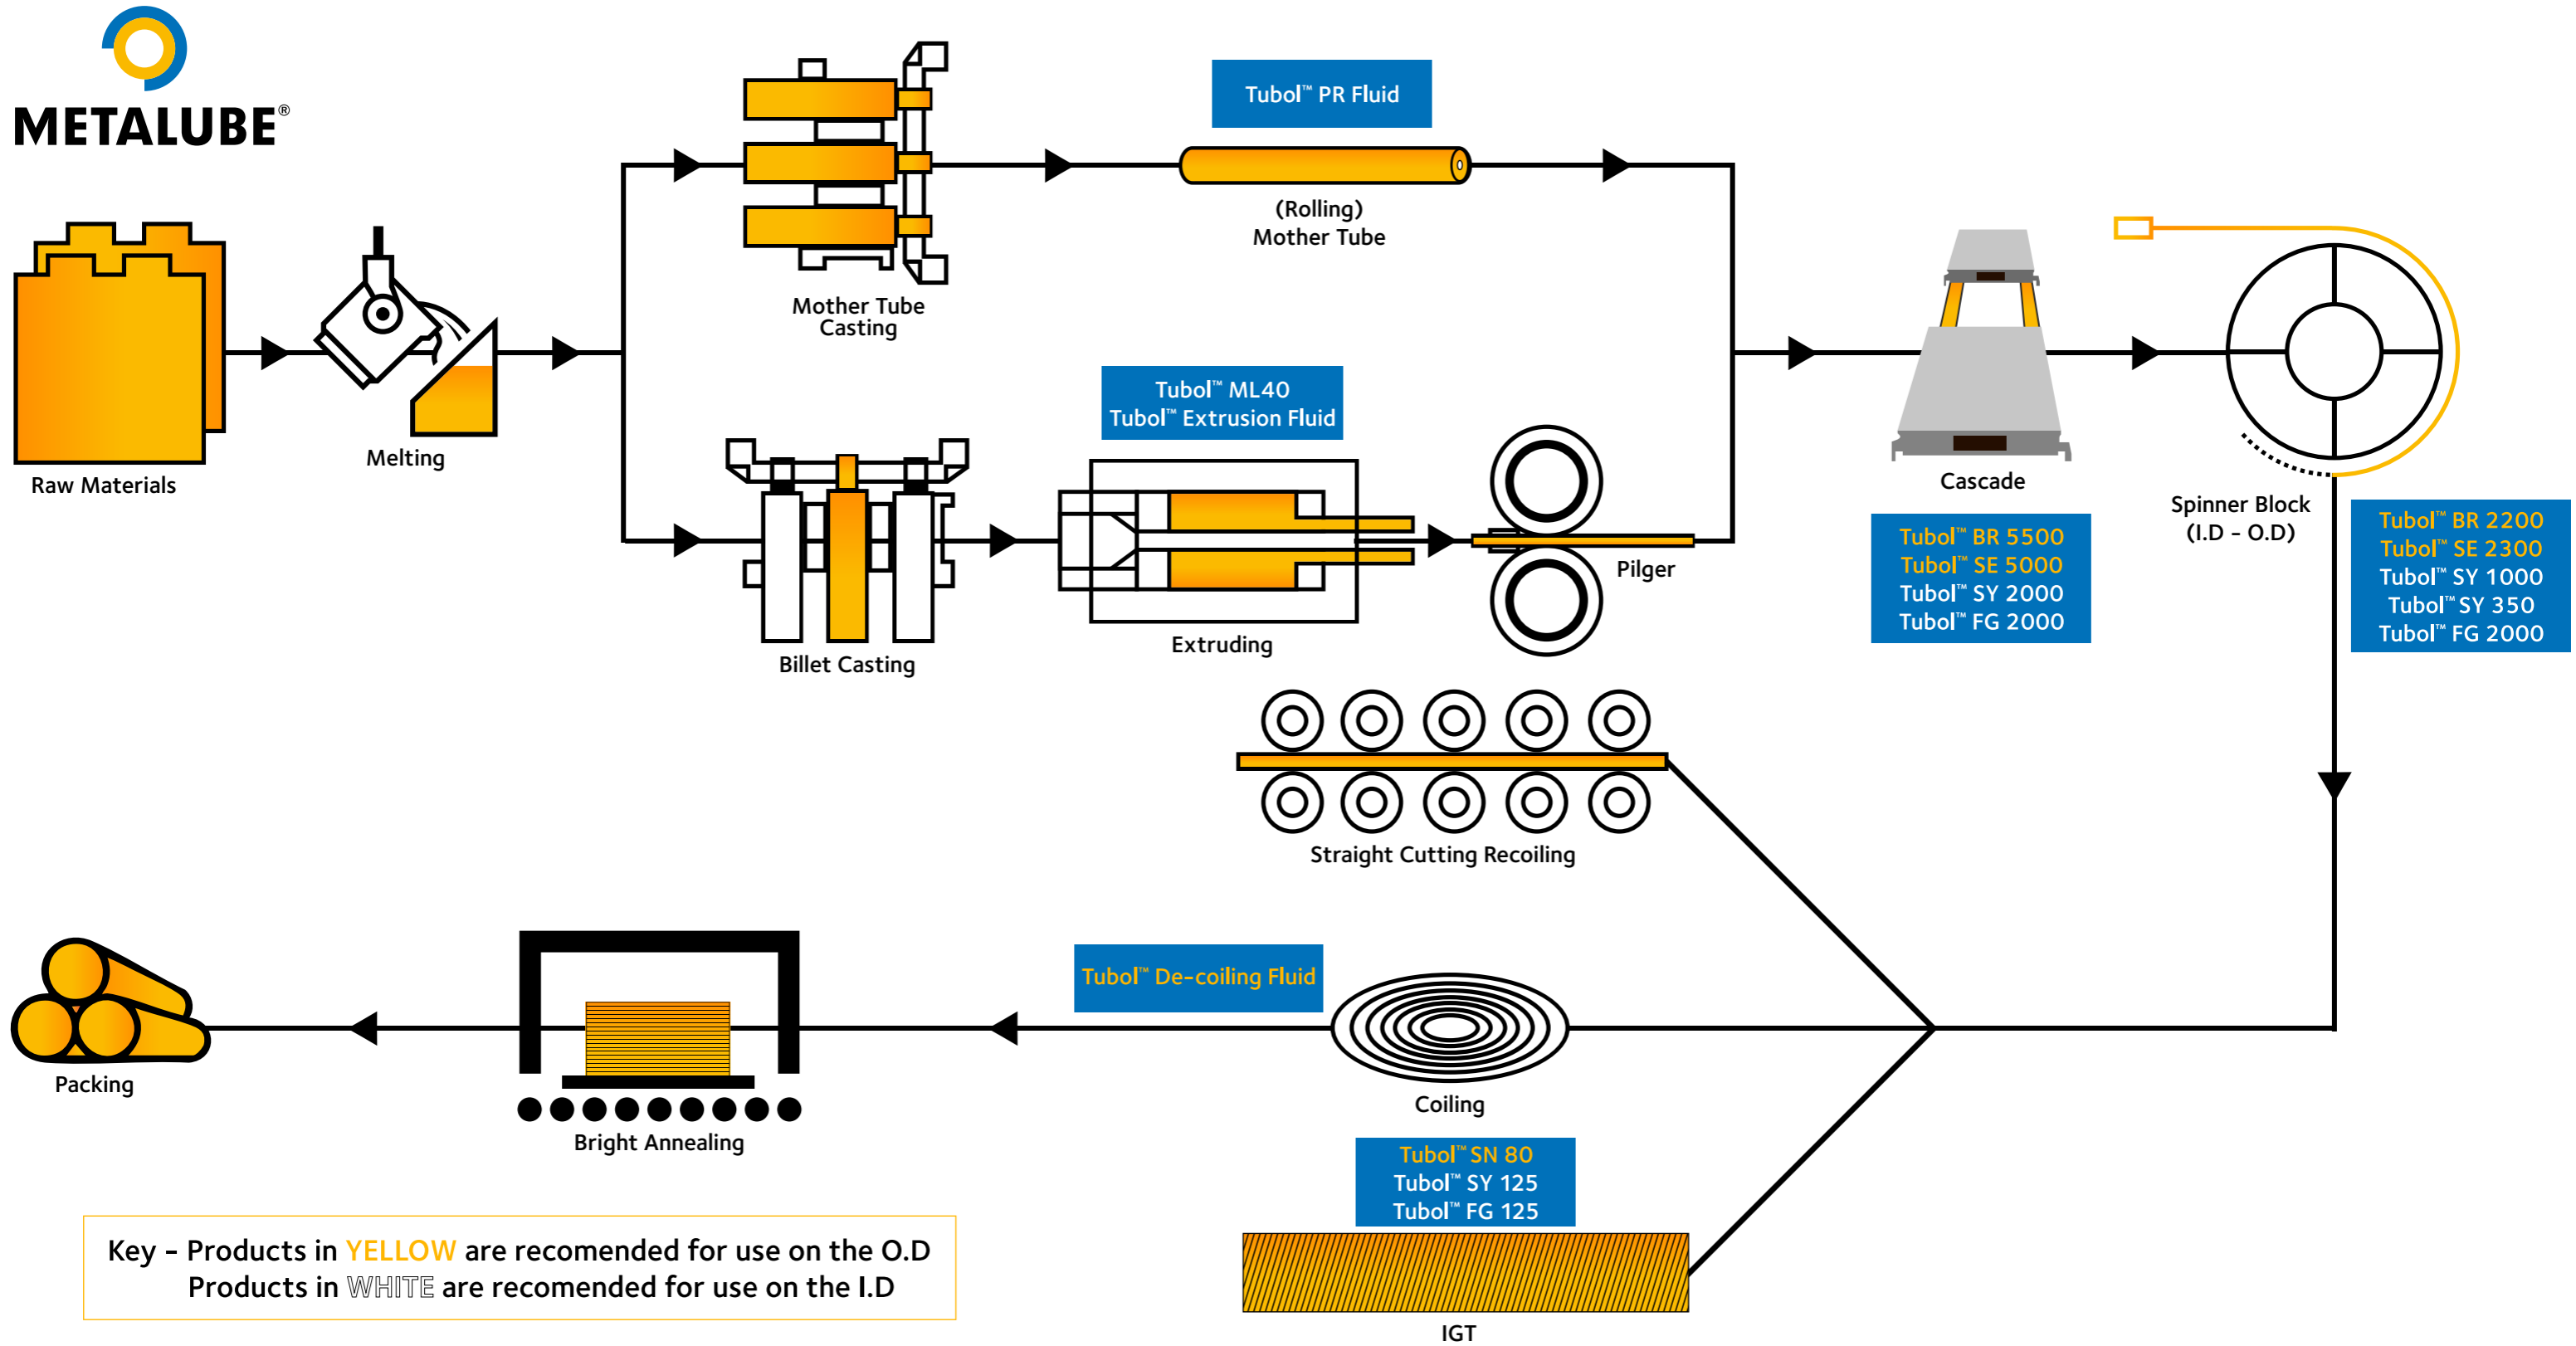 METALUBE®
Tubol™ PR Fluid
(Rolling)
Mother Tube
Mother Tube
Casting
Raw Materials
Melting
Tubol™ ML40
Tubol™ Extrusion Fluid
Billet Casting
Extruding
Pilger
Cascade
Tubol™ BR 5500
Tubol™ SE 5000
Tubol™ SY 2000
Tubol™ FG 2000
Spinner Block
(I.D - O.D)
Tubol™ BR 2200
Tubol™ SE 2300
Tubol™ SY 1000
Tubol™ SY 350
Tubol™ FG 2000
Straight Cutting Recoiling
Tubol™ De-coiling Fluid
Coiling
Packing
Bright Annealing
Tubol™ SN 80
Tubol™ SY 125
Tubol™ FG 125
IGT
Key - Products in YELLOW are recomended for use on the O.D
Products in WHITE are recomended for use on the I.D